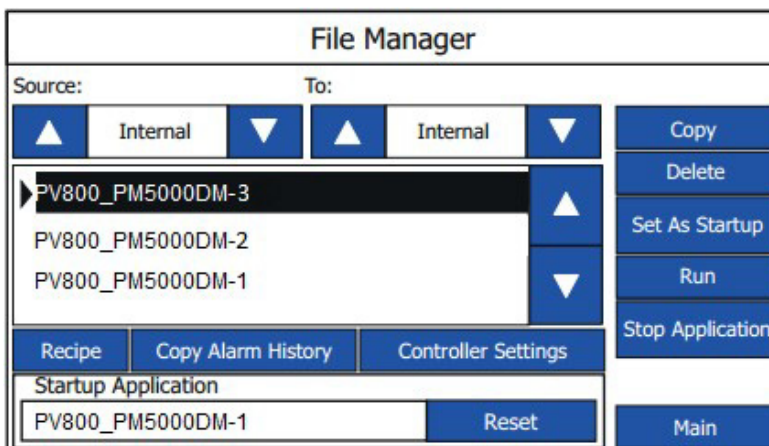 File Manager
Source: To:
Internal Internal Copy
Delete
PV800_PM5000DM-3
Set As Startup
PV800_PM5000DM-2
PV800_PM5000DM-1 Run
Stop Application
Recipe Copy Alarm History Controller Settings
Startup Application
PV800_PM5000DM-1 Reset Main